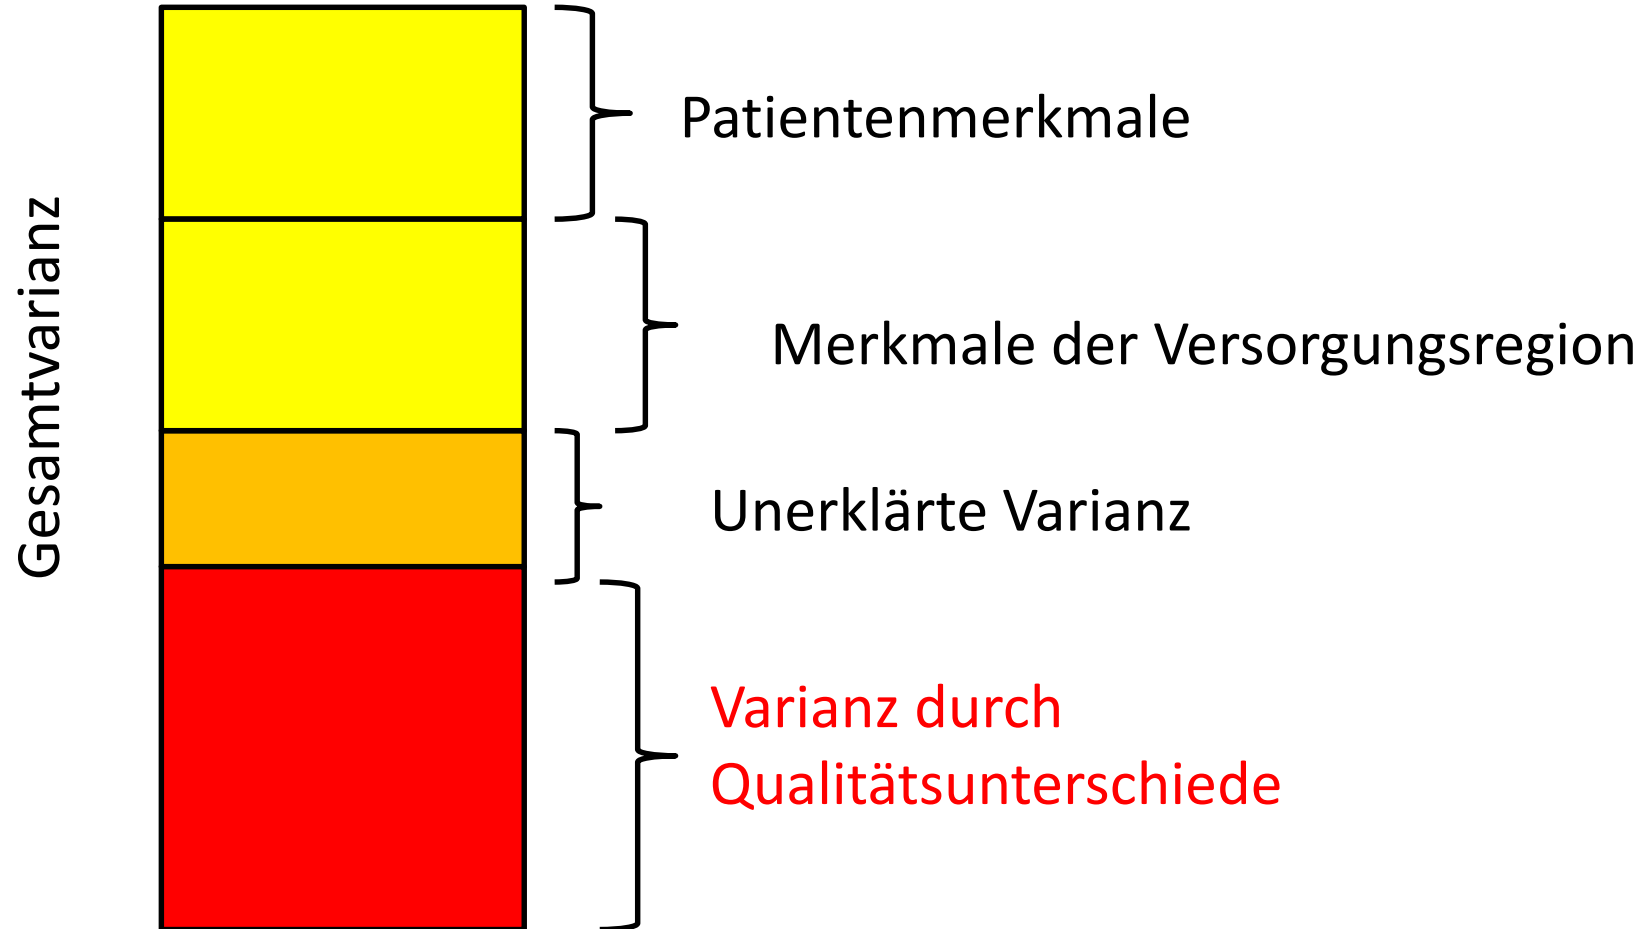 Gesamtvarianz
Patientenmerkmale
Merkmale der Versorgungsregion
Unerklärte Varianz
Varianz durch
Qualitätsunterschiede